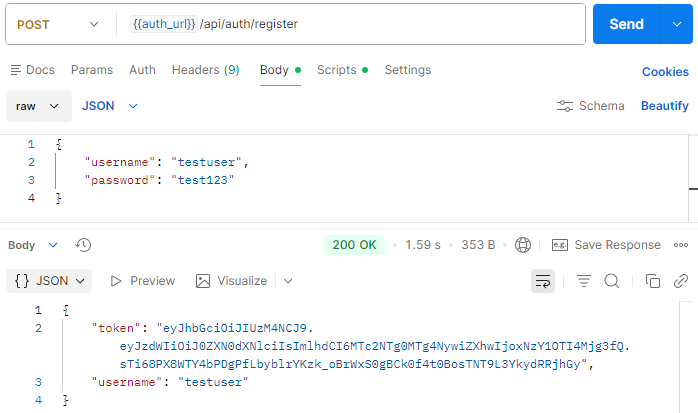 POST {{auth_url}}/api/auth/register Send
Docs Params Auth Headers (9) Body Scripts Settings Cookies
raw JSON Schema Beautify
1 {
2 "username": "testuser",
3 "password": "test123"
4 }
Body 200 OK 1.59 s 353 B e.g. Save Response
{} JSON Preview Visualize
1 {
2 "token": "eyJhbGciOiJIUzM4NCJ9.
eyJzdWIiOiJ0ZXN0dXNlciIsImlhdCI6MTc2NTg0MTg4NywiZXhwIjoxNzY1OTI4Mjg3fQ.
sTi68PX8WTY4bPDgPfLbyblrYKzk_oBrWxS0gBCk0f4t0BosTNT9L3YkydRRjhGy",
3 "username": "testuser"
4 }